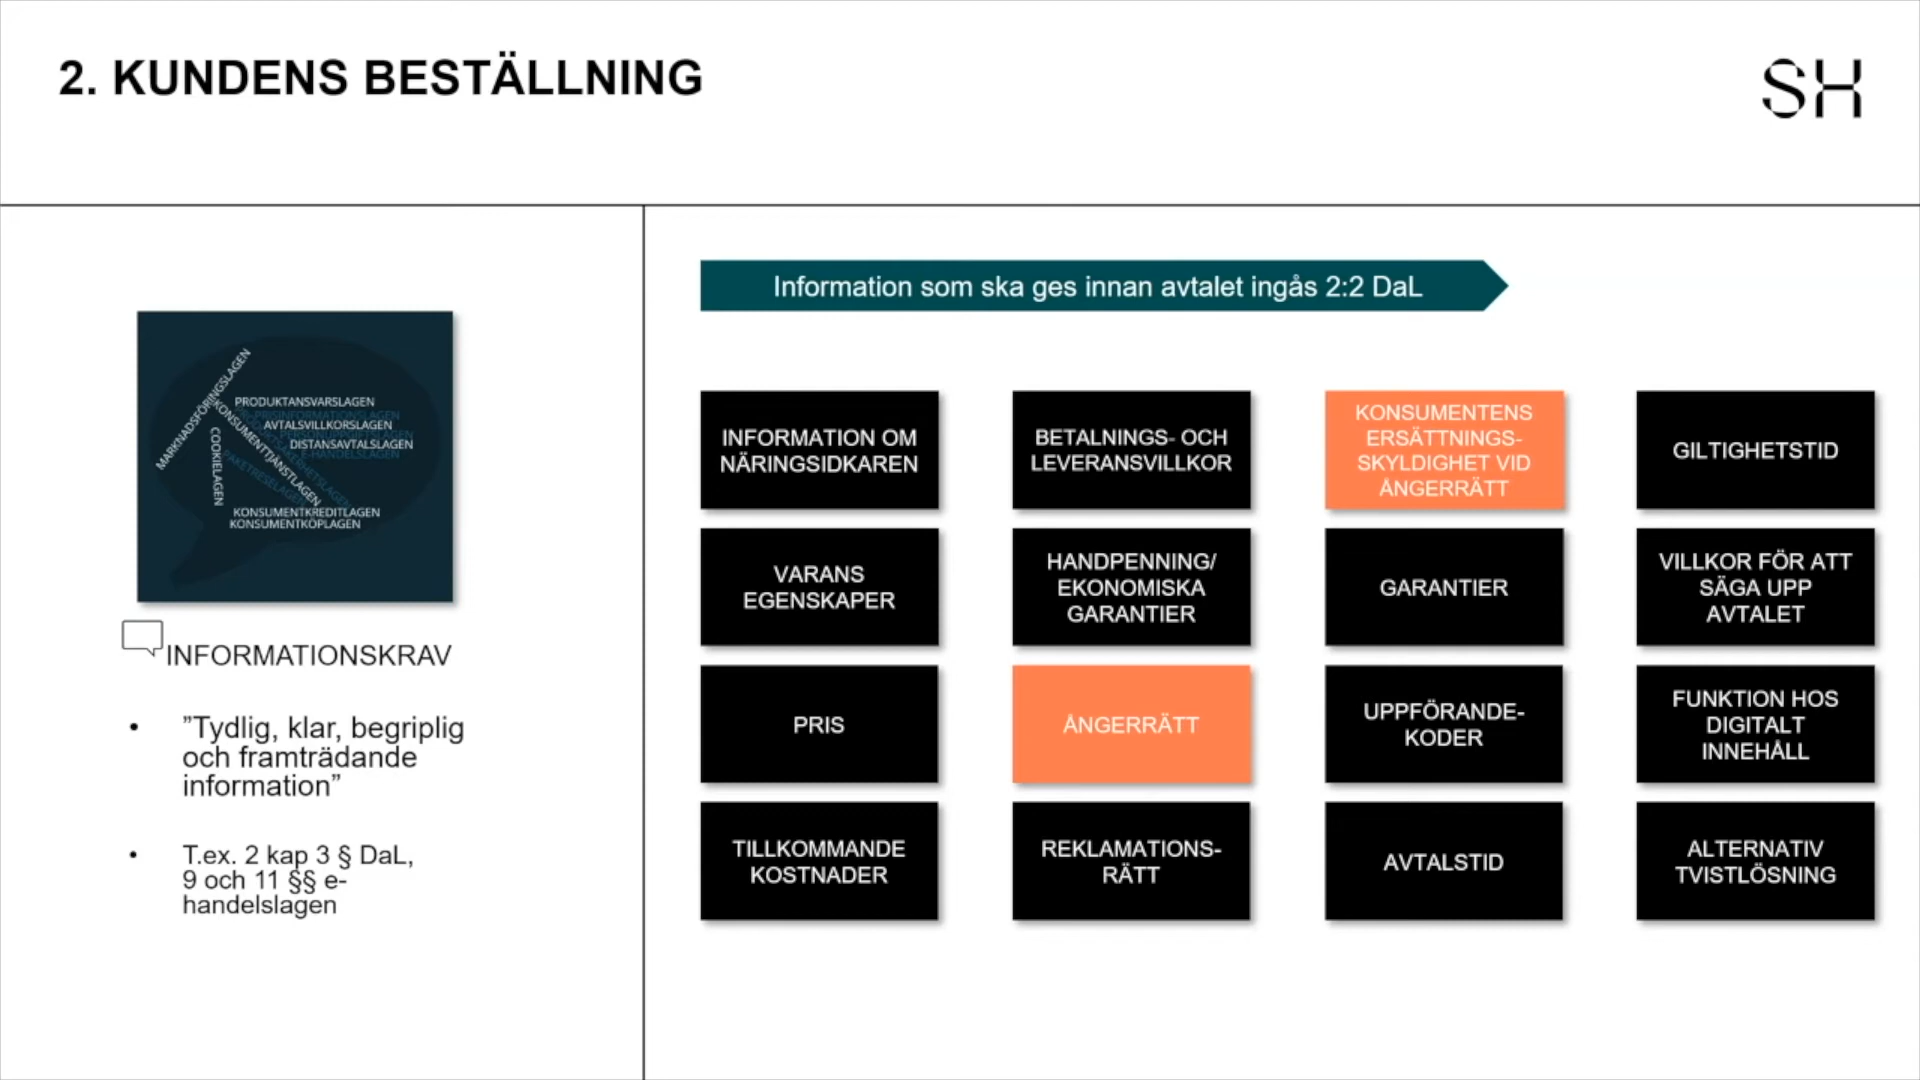 2. KUNDENS BESTÄLLNING
SH
MARKNADSFÖRINGSLAGEN
PRODUKTANSVARSLAGEN
PRISINFORMATIONSLAGEN
AVTALSVILLKORSLAGEN
DISTANSAVTALSLAGEN
E-HANDELSLAGEN
KONSUMENTTJÄNSTLAGEN
COOKIELAGEN
PAKETRESELAGEN
KONSUMENTKREDITLAGEN
KONSUMENTKÖPLAGEN
INFORMATIONSKRAV
• ”Tydlig, klar, begriplig
och framträdande
information”
• T.ex. 2 kap 3 § DaL,
9 och 11 §§ e-
handelslagen
Information som ska ges innan avtalet ingås 2:2 DaL
INFORMATION OM
NÄRINGSIDKAREN
BETALNINGS- OCH
LEVERANSVILLKOR
KONSUMENTENS
ERSÄTTNINGS-
SKYLDIGHET VID
ÅNGERRÄTT
GILTIGHETSTID
VARANS
EGENSKAPER
HANDPENNING/
EKONOMISKA
GARANTIER
GARANTIER
VILLKOR FÖR ATT
SÄGA UPP
AVTALET
PRIS
ÅNGERRÄTT
UPPFÖRANDE-
KODER
FUNKTION HOS
DIGITALT
INNEHÅLL
TILLKOMMANDE
KOSTNADER
REKLAMATIONS-
RÄTT
AVTALSTID
ALTERNATIV
TVISTLÖSNING